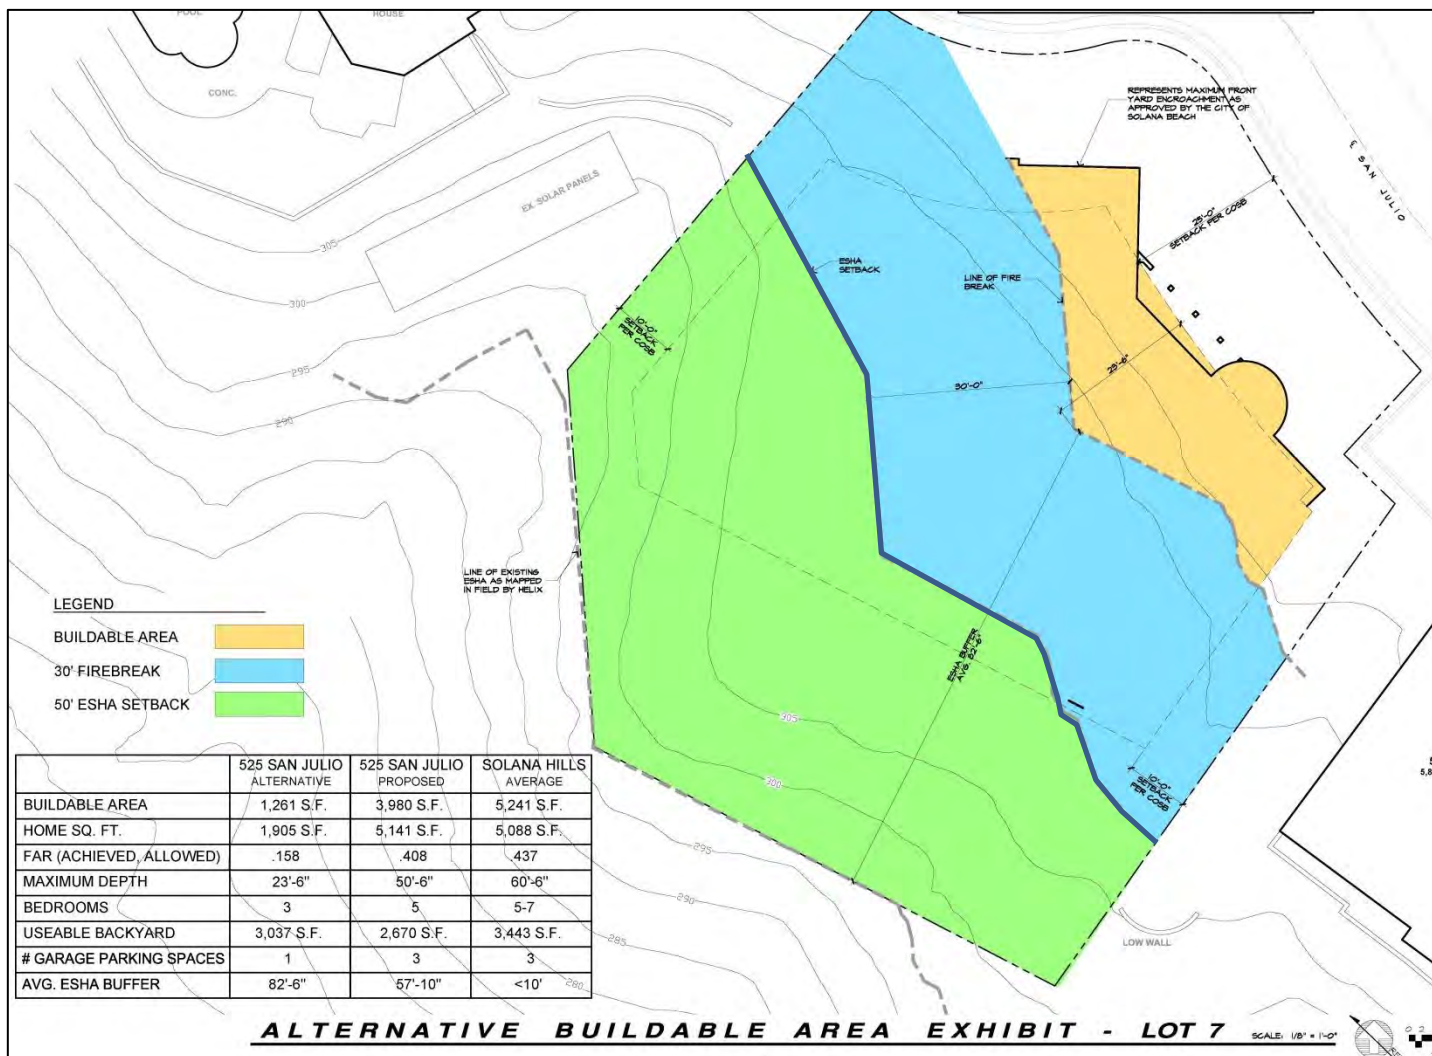 POOL
HOUSE
CONC.
EX. SOLAR PANELS
REPRESENTS MAXIMUM FRONT
YARD ENCROACHMENT AS
APPROVED BY THE CITY OF
SOLANA BEACH
₵ SAN JULIO
25'-0"
SETBACK PER COSB
ESHA
SETBACK
LINE OF FIRE
BREAK
10'-0"
SETBACK
PER COSB
305
300
295
290
30'-0"
23'-6"
LINE OF EXISTING
ESHA AS MAPPED
IN FIELD BY HELIX
ESHA BUFFER
AVG. 82'-6"
305
300
295
290
285
280
10'-0"
SETBACK
PER COSB
LOW WALL
5,8
LEGEND
BUILDABLE AREA
30' FIREBREAK
50' ESHA SETBACK
525 SAN JULIO ALTERNATIVE | 525 SAN JULIO PROPOSED | SOLANA HILLS AVERAGE
BUILDABLE AREA 1,261 S.F. 3,980 S.F. 5,241 S.F.
HOME SQ. FT. 1,905 S.F. 5,141 S.F. 5,088 S.F.
FAR (ACHIEVED, ALLOWED) .158 .408 .437
MAXIMUM DEPTH 23'-6" 50'-6" 60'-6"
BEDROOMS 3 5 5-7
USEABLE BACKYARD 3,037 S.F. 2,670 S.F. 3,443 S.F.
# GARAGE PARKING SPACES 1 3 3
AVG. ESHA BUFFER 82'-6" 57'-10" <10'
ALTERNATIVE BUILDABLE AREA EXHIBIT - LOT 7
SCALE: 1/8" = 1'-0"
0 2